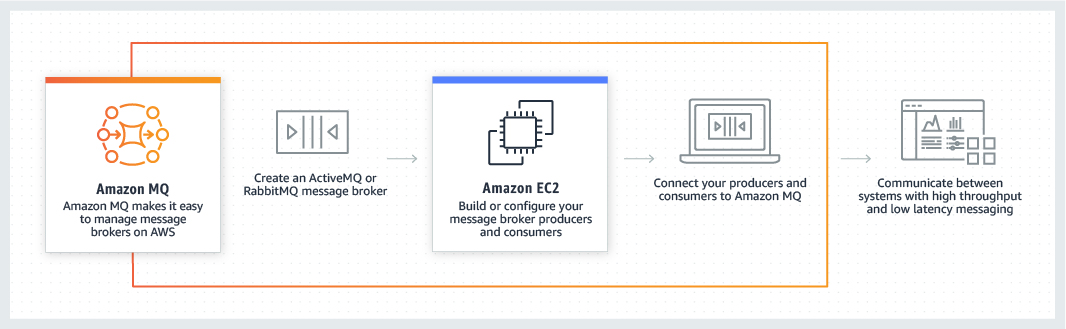 Amazon MQ
Amazon MQ makes it easy
to manage message
brokers on AWS
Create an ActiveMQ or
RabbitMQ message broker
Amazon EC2
Build or configure your
message broker producers
and consumers
Connect your producers and
consumers to Amazon MQ
Communicate between
systems with high throughput
and low latency messaging